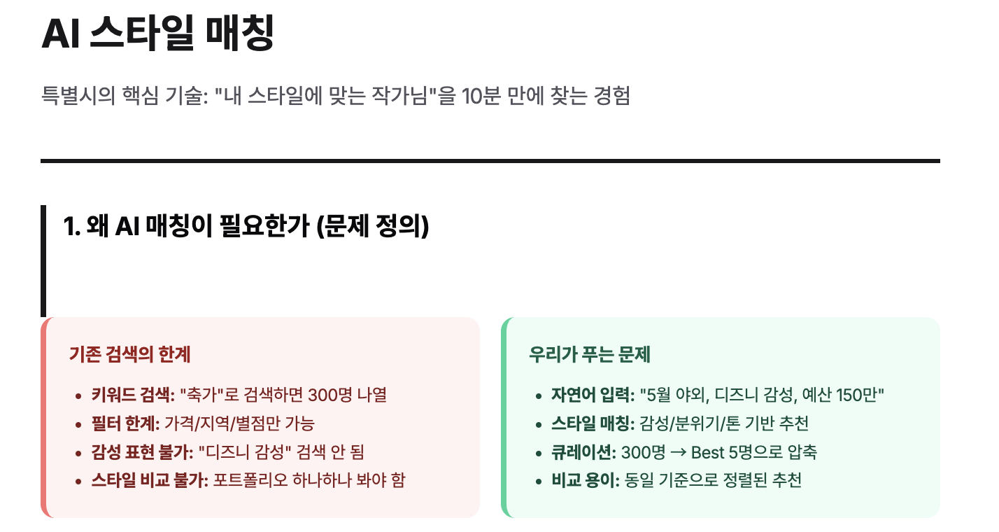 AI 스타일 매칭
특별시의 핵심 기술: "내 스타일에 맞는 작가님"을 10분 만에 찾는 경험
1. 왜 AI 매칭이 필요한가 (문제 정의)
기존 검색의 한계
• 키워드 검색: "축가"로 검색하면 300명 나열
• 필터 한계: 가격/지역/별점만 가능
• 감성 표현 불가: "디즈니 감성" 검색 안 됨
• 스타일 비교 불가: 포트폴리오 하나하나 봐야 함
우리가 푸는 문제
• 자연어 입력: "5월 야외, 디즈니 감성, 예산 150만"
• 스타일 매칭: 감성/분위기/톤 기반 추천
• 큐레이션: 300명 → Best 5명으로 압축
• 비교 용이: 동일 기준으로 정렬된 추천